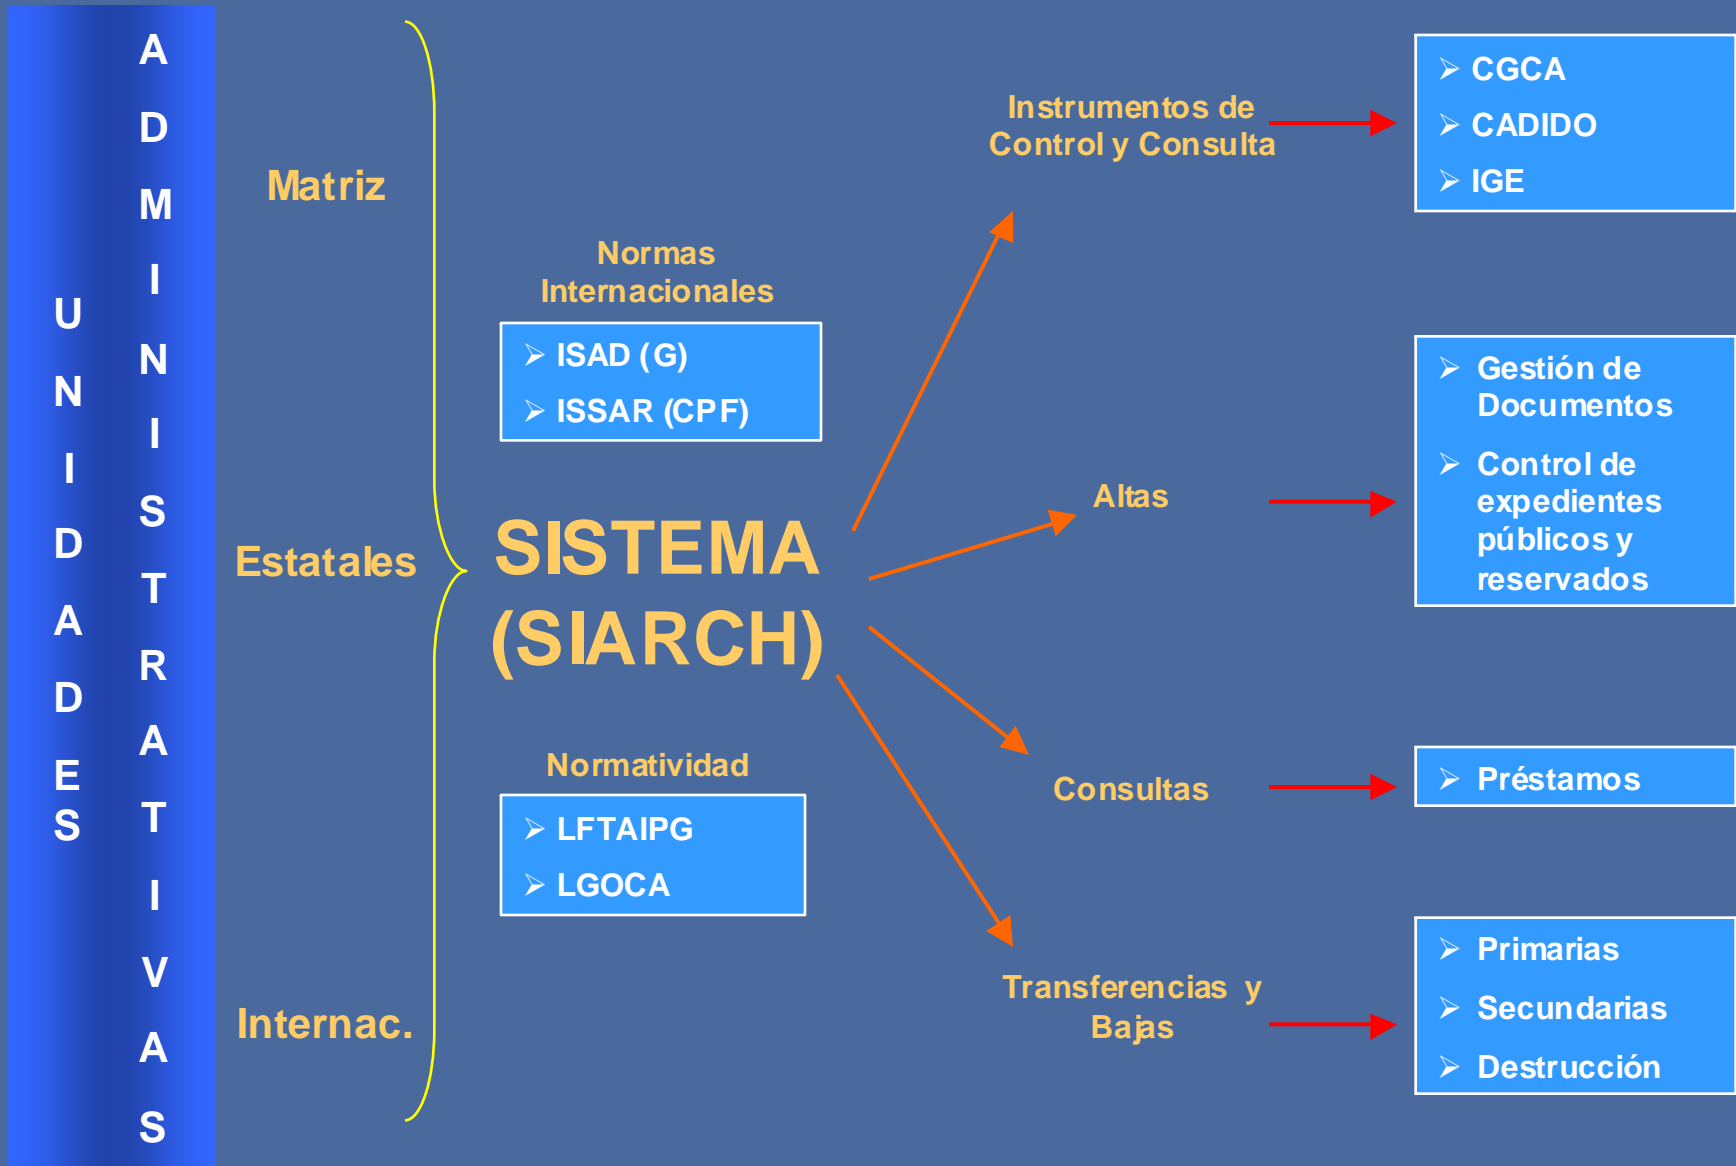 UNIDADES
ADMINISTRATIVAS
Matriz
Estatales
Internac.
Normas
Internacionales
➢ ISAD (G)
➢ ISSAR (CPF)
SISTEMA
(SIARCH)
Normatividad
➢ LFTAIPG
➢ LGOCA
Instrumentos de
Control y Consulta
➢ CGCA
➢ CADIDO
➢ IGE
Altas
➢ Gestión de
Documentos
➢ Control de
expedientes
públicos y
reservados
Consultas
➢ Préstamos
Transferencias y
Bajas
➢ Primarias
➢ Secundarias
➢ Destrucción